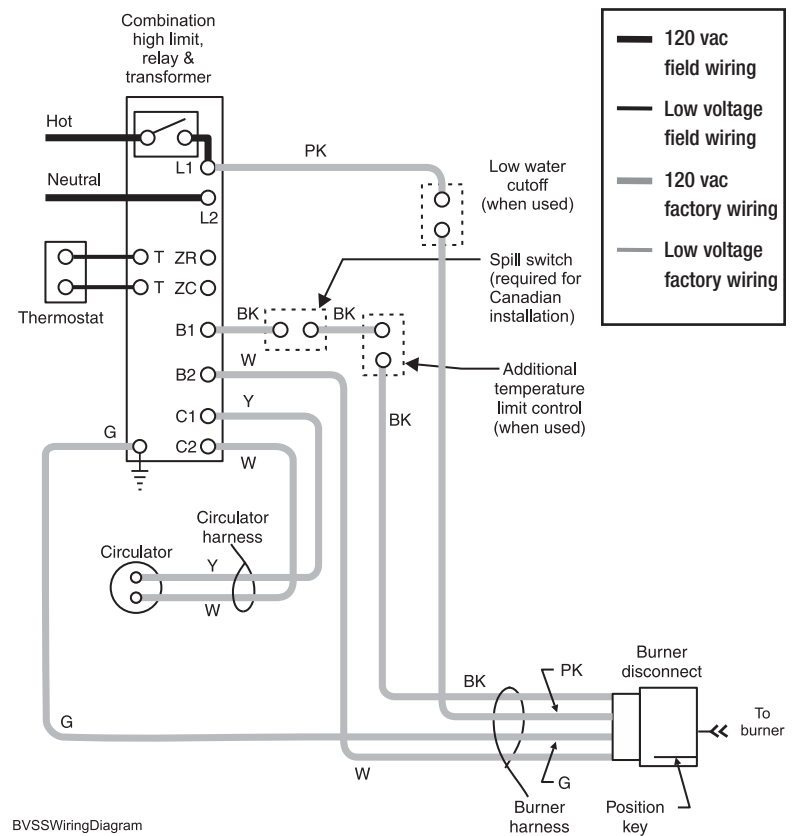 Combination
high limit,
relay &
transformer
Hot
L1
PK
Neutral
L2
Low water
cutoff
(when used)
120 vac
field wiring
Low voltage
field wiring
120 vac
factory wiring
Low voltage
factory wiring
T ZR
T ZC
Thermostat
Spill switch
(required for
Canadian
installation)
B1
BK
BK
B2
W
Additional
temperature
limit control
(when used)
C1
Y
BK
G
C2
W
Circulator
harness
Circulator
Y
W
Burner
disconnect
BK
PK
To
burner
G
W
G
Burner
harness
Position
key
BVSSWiringDiagram